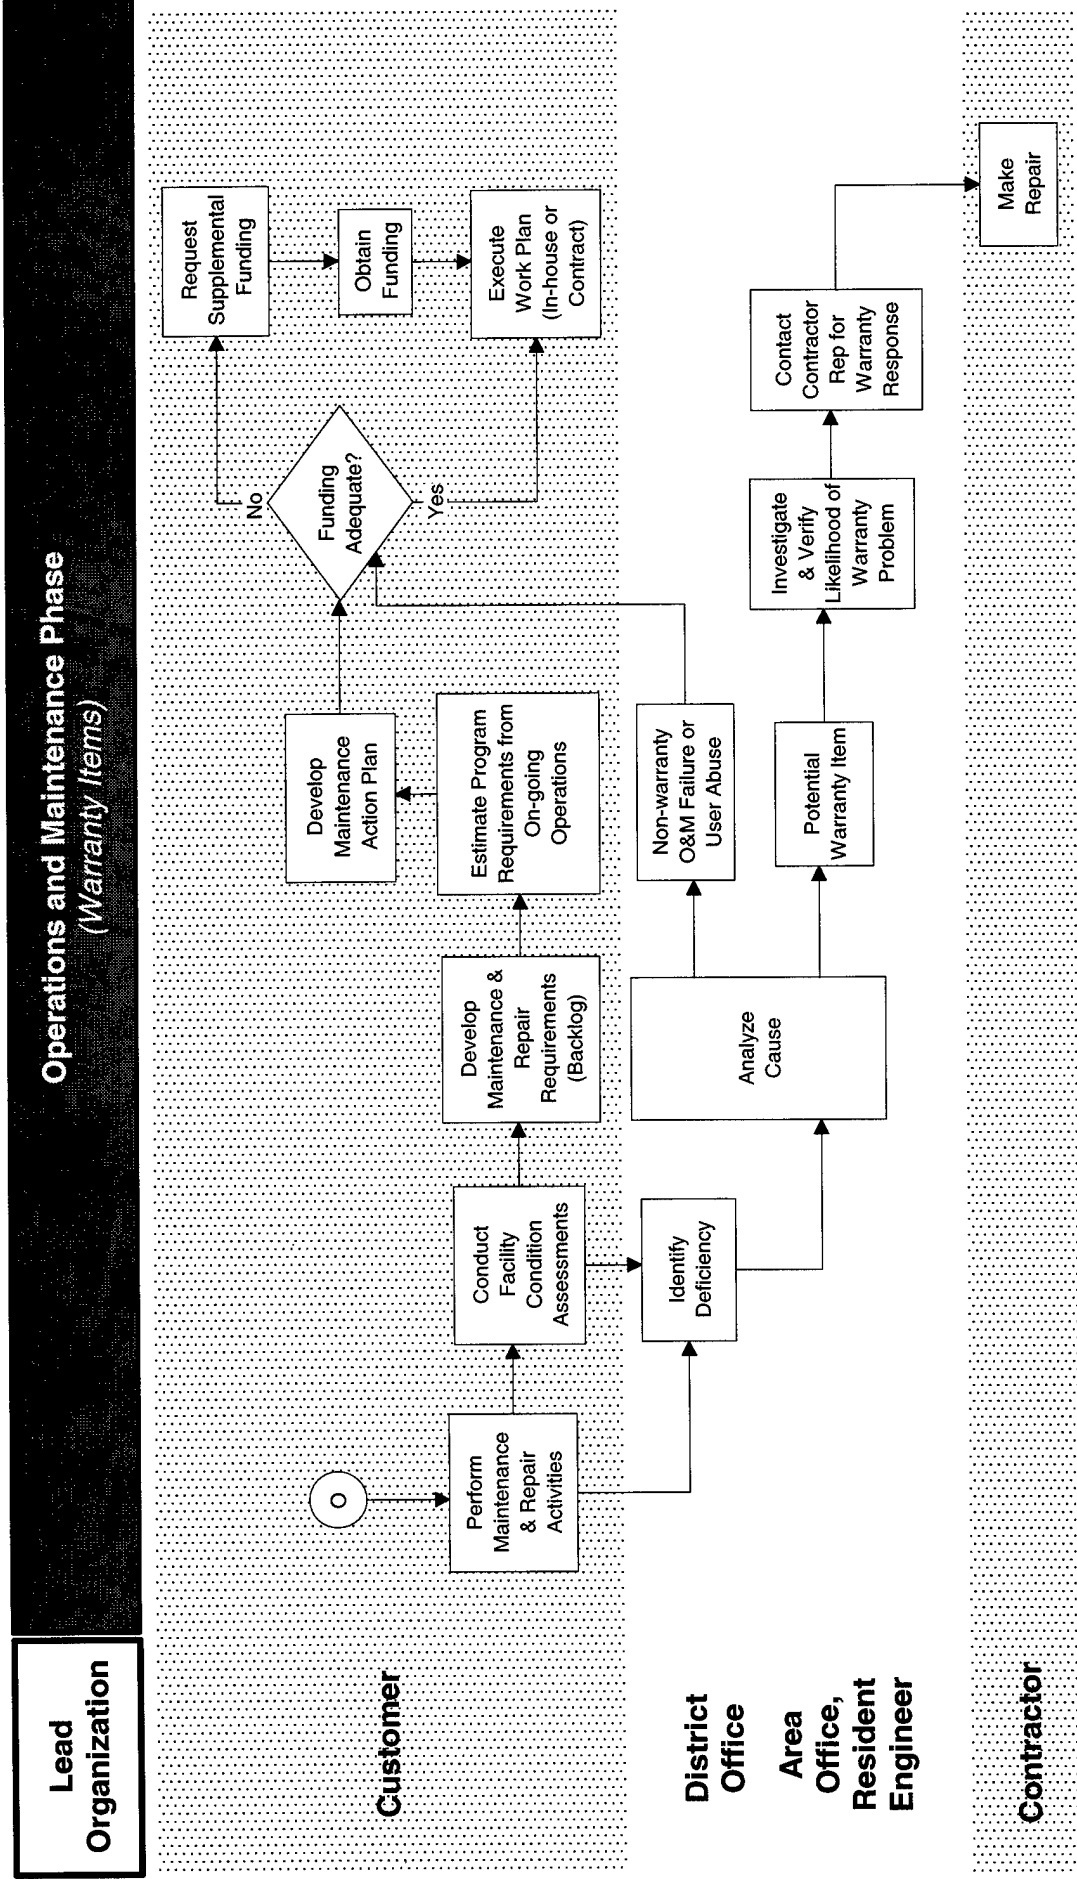 Operations and Maintenance Phase
(Warranty Items)
Lead
Organization
Customer
O
Perform
Maintenance
& Repair
Activities
Conduct
Facility
Condition
Assessments
Develop
Maintenance &
Repair
Requirements
(Backlog)
Estimate Program
Requirements from
On-going
Operations
Develop
Maintenance
Action Plan
Funding
Adequate?
No
Yes
Request
Supplemental
Funding
Obtain
Funding
Execute
Work Plan
(In-house or
Contract)
District
Office
Area
Office,
Resident
Engineer
Identify
Deficiency
Analyze
Cause
Non-warranty
O&M Failure or
User Abuse
Potential
Warranty Item
Investigate
& Verify
Likelihood of
Warranty
Problem
Contact
Contractor
Rep for
Warranty
Response
Contractor
Make
Repair